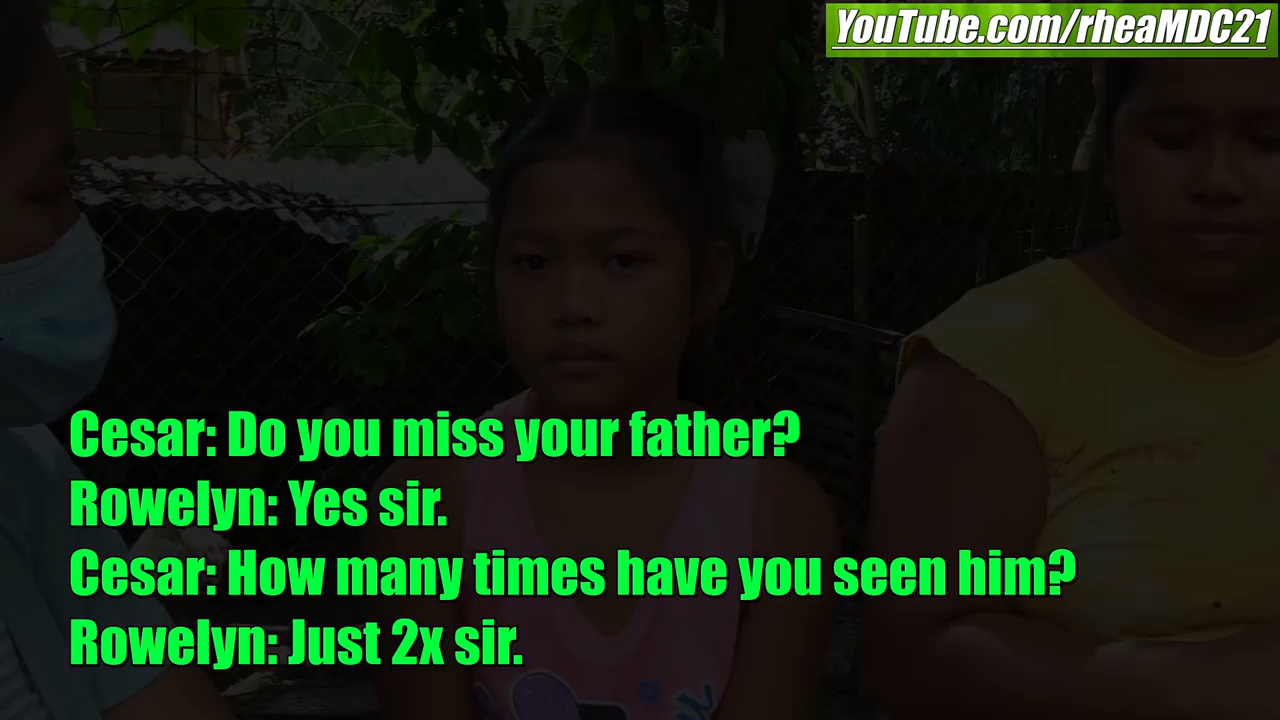 YouTube.com/rheaMDC21
Cesar: Do you miss your father?
Rowelyn: Yes sir.
Cesar: How many times have you seen him?
Rowelyn: Just 2x sir.